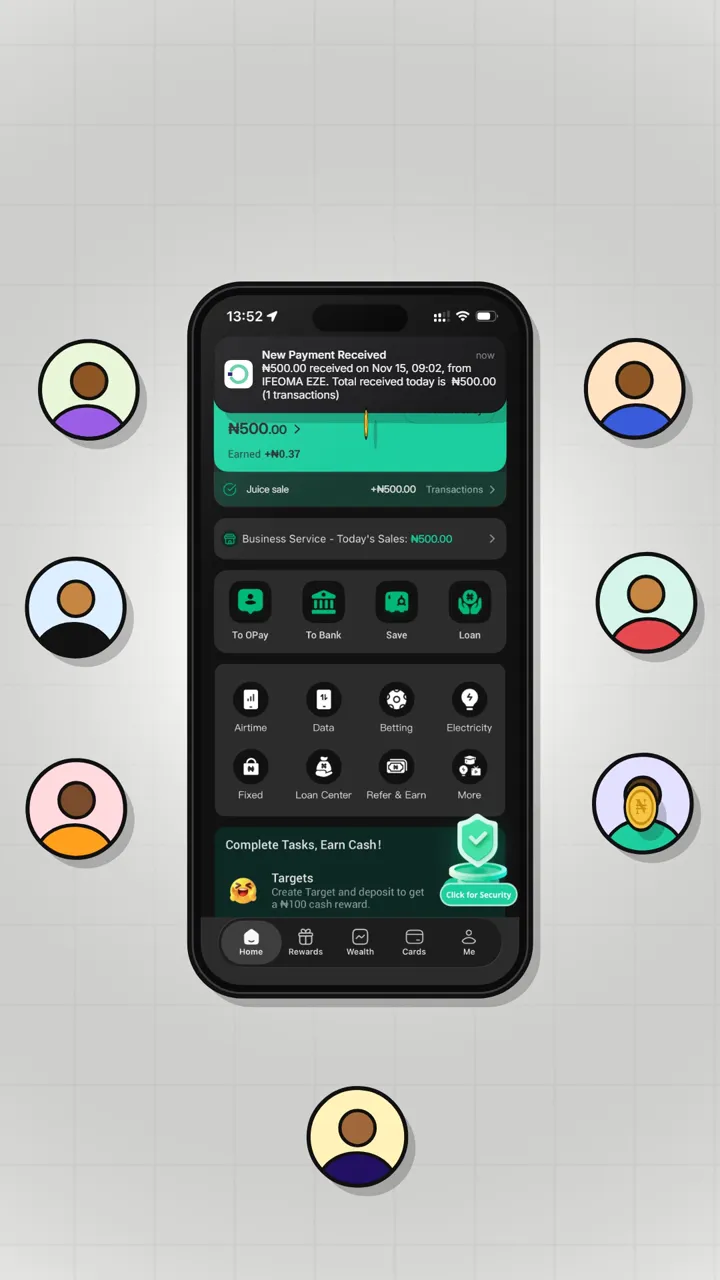 13:52
New Payment Received
now
₦500.00 received on Nov 15, 09:02, from
IFEOMA EZE. Total received today is ₦500.00
(1 transactions)
₦500.00 >
Earned +₦0.37
Juice sale +₦500.00 Transactions >
Business Service - Today's Sales: ₦500.00 >
To OPay To Bank Save Loan
Airtime Data Betting Electricity
Fixed Loan Center Refer & Earn More
Complete Tasks, Earn Cash!
Targets
Create Target and deposit to get
a ₦100 cash reward.
Click for Security
Home Rewards Wealth Cards Me